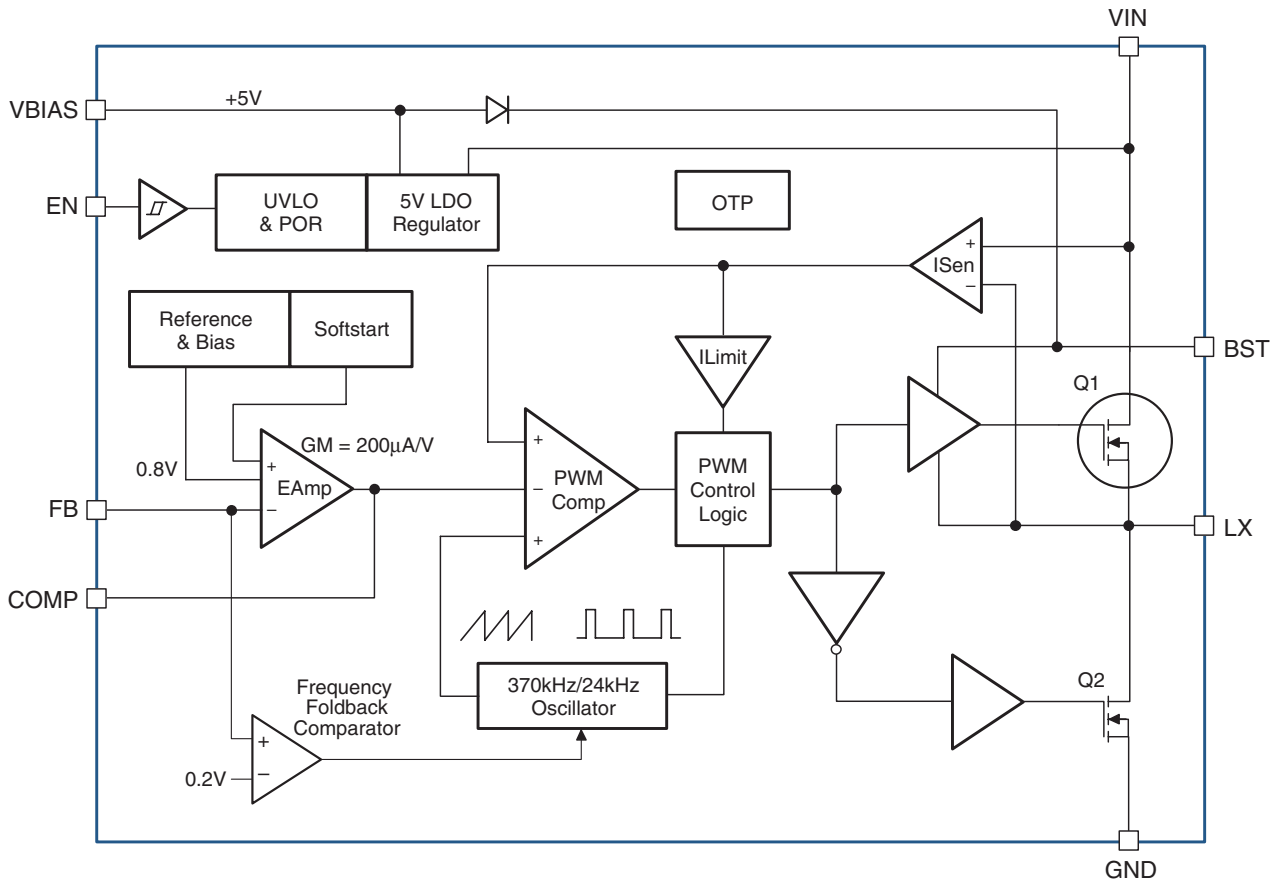 VIN
VBIAS
+5V
EN
UVLO
& POR
5V LDO
Regulator
OTP
+
ISen
−
Reference
& Bias
Softstart
ILimit
BST
Q1
GM = 200μA/V
0.8V
+
EAmp
−
+
PWM
Comp
−
+
PWM
Control
Logic
FB
LX
COMP
370kHz/24kHz
Oscillator
Frequency
Foldback
Comparator
+
0.2V
−
Q2
GND